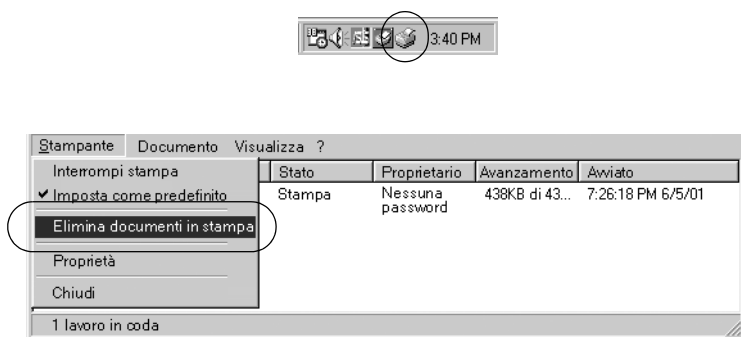 3:40 PM
Stampante Documento Visualizza ?
Interrompi stampa
Stato Proprietario Avanzamento Avviato
✔ Imposta come predefinito
Stampa Nessuna password 438KB di 43... 7:26:18 PM 6/5/01
Elimina documenti in stampa
Proprietà
Chiudi
1 lavoro in coda